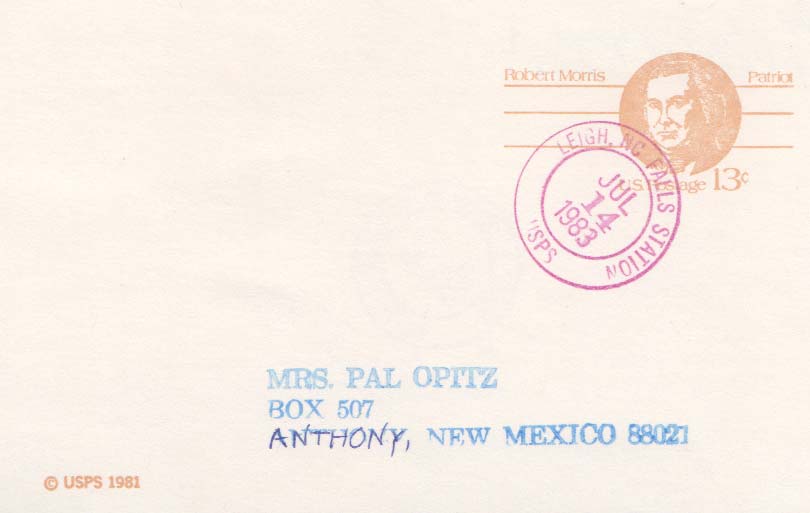 Robert Morris Patriot
U.S. Postage 13¢
LEIGH, NC FALLS STATION
JUL
14
1983
USPS
MRS. PAL OPITZ
BOX 507
ANTHONY, NEW MEXICO 88021
© USPS 1981